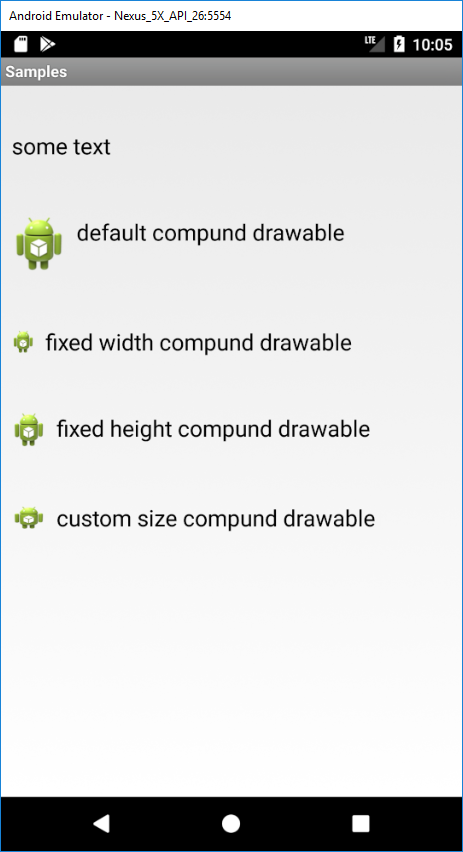 Android Emulator - Nexus_5X_API_26:5554
LTE 10:05
Samples
some text
default compund drawable
fixed width compund drawable
fixed height compund drawable
custom size compund drawable